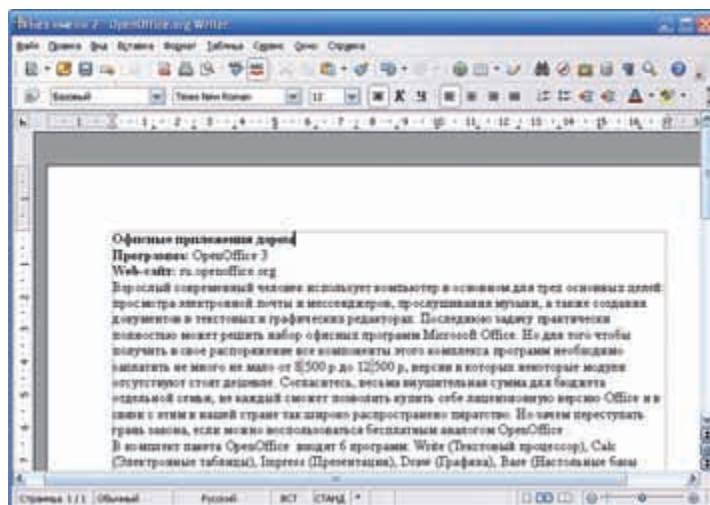 Без имени 2 - OpenOffice.org Writer
Файл Правка Вид Вставка Формат Таблица Сервис Окно Справка
Базовый Times New Roman 12 Ж К Ч
Офисные приложения даром
Программа: OpenOffice 3
Web-сайт: ru.openoffice.org
Взрослый современный человек использует компьютер в основном для трех основных целей:
просмотра электронной почты и мессенджеров, прослушивания музыки, а также создания
документов в текстовых и графических редакторах. Последнюю задачу практически
полностью может решить набор офисных программ Microsoft Office. Но для того чтобы
получить в свое распоряжение все компоненты этого комплекса программ необходимо
заплатить не много не мало от 8 500 р до 12 500 р, версии в которых некоторые модули
отсутствуют стоят дешевле. Согласитесь, весьма внушительная сумма для бюджета
отдельной семьи, не каждый сможет позволить купить себе лицензионную версию Office и в
связи с этим в нашей стране так широко распространено пиратство. Но зачем переступать
грань закона, если можно воспользоваться бесплатным аналогом OpenOffice
В комплект пакета OpenOffice входят 6 программ: Write (Текстовый процессор), Calc
(Электронные таблицы), Impress (Презентации), Draw (Графика), Base (Настольные базы
Страница 1 / 1 Обычный Русский ВСТ СТАНД *